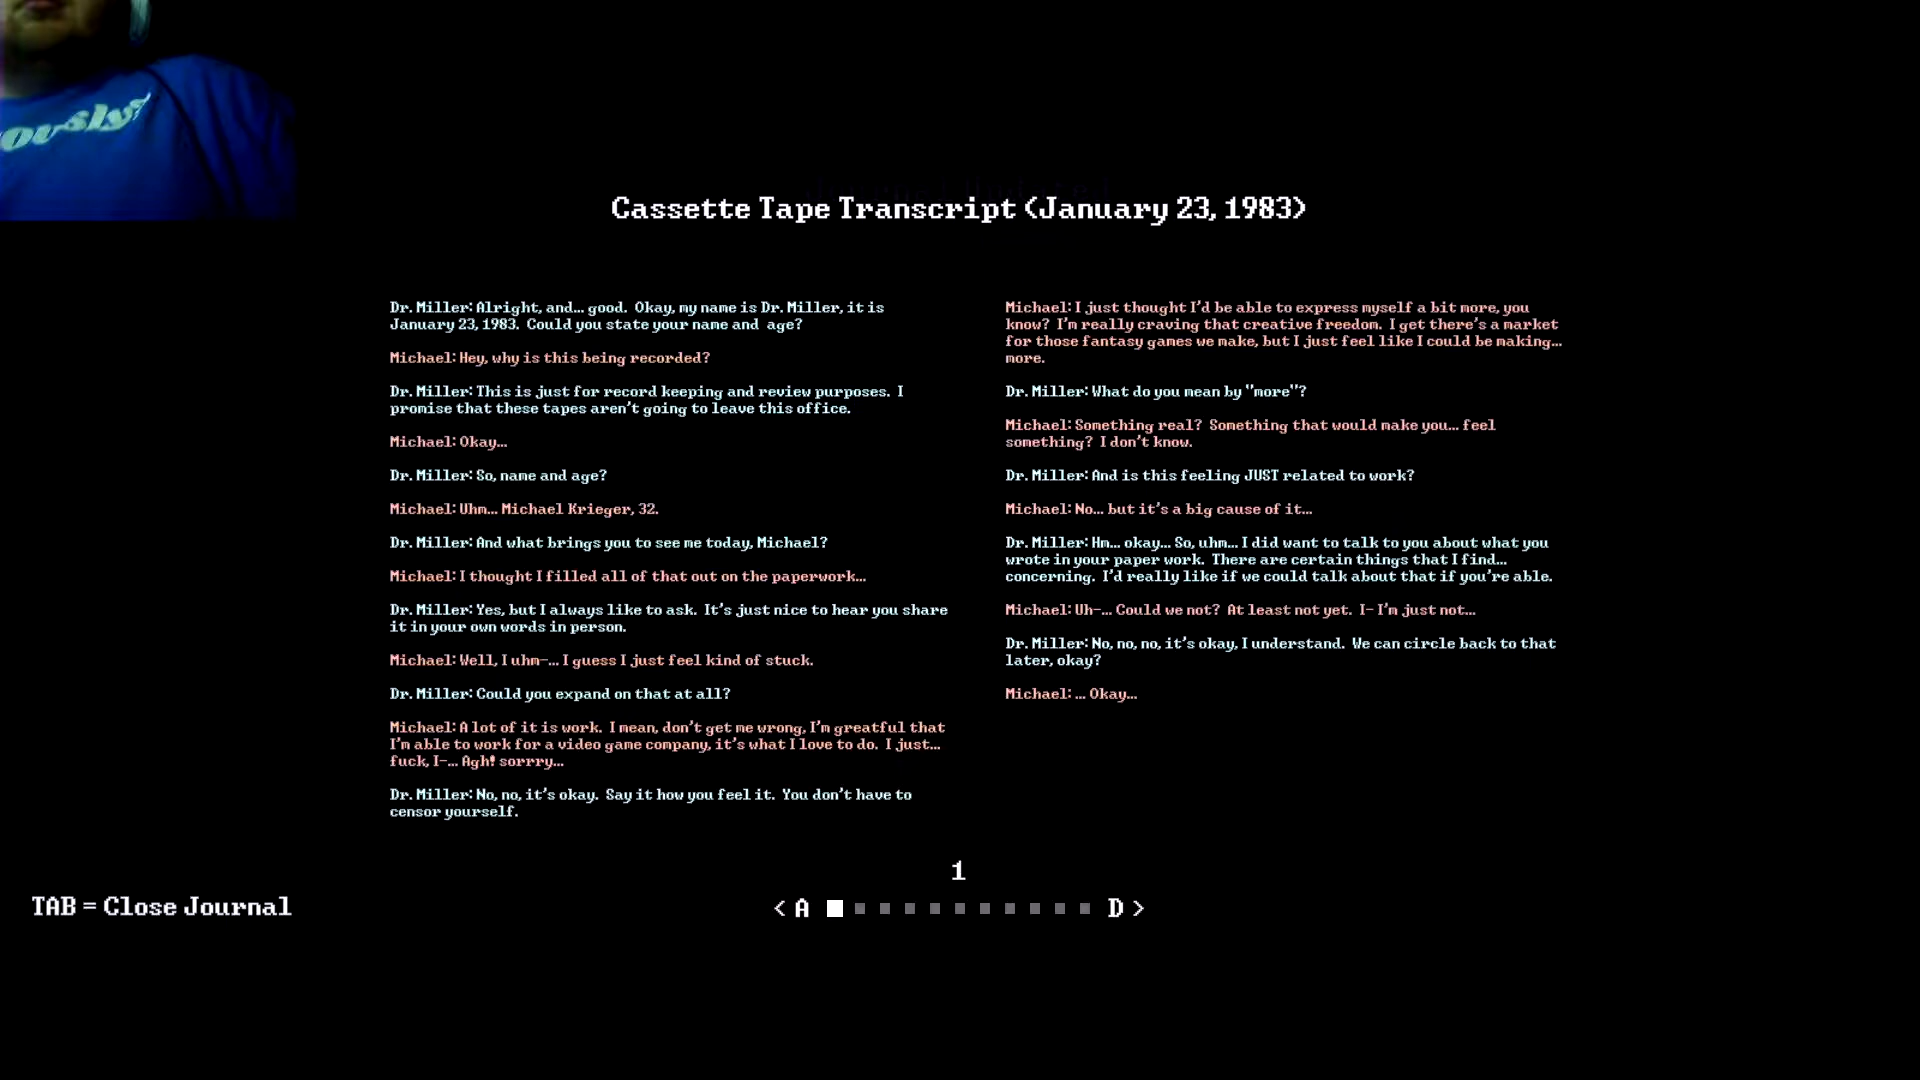 ously?
Cassette Tape Transcript (January 23, 1983)
Dr. Miller: Alright, and... good.  Okay, my name is Dr. Miller, it is
January 23, 1983.  Could you state your name and  age?
Michael: Hey, why is this being recorded?
Dr. Miller: This is just for record keeping and review purposes.  I
promise that these tapes aren't going to leave this office.
Michael: Okay...
Dr. Miller: So, name and age?
Michael: Uhm... Michael Krieger, 32.
Dr. Miller: And what brings you to see me today, Michael?
Michael: I thought I filled all of that out on the paperwork...
Dr. Miller: Yes, but I always like to ask.  It's just nice to hear you share
it in your own words in person.
Michael: Well, I uhm-... I guess I just feel kind of stuck.
Dr. Miller: Could you expand on that at all?
Michael: A lot of it is work.  I mean, don't get me wrong, I'm greatful that
I'm able to work for a video game company, it's what I love to do.  I just...
fuck, I-... Agh! sorrry...
Dr. Miller: No, no, it's okay.  Say it how you feel it.  You don't have to
censor yourself.
Michael: I just thought I'd be able to express myself a bit more, you
know?  I'm really craving that creative freedom.  I get there's a market
for those fantasy games we make, but I just feel like I could be making...
more.
Dr. Miller: What do you mean by "more"?
Michael: Something real?  Something that would make you... feel
something?  I don't know.
Dr. Miller: And is this feeling JUST related to work?
Michael: No... but it's a big cause of it...
Dr. Miller: Hm... okay... So, uhm... I did want to talk to you about what you
wrote in your paper work.  There are certain things that I find...
concerning.  I'd really like if we could talk about that if you're able.
Michael: Uh-... Could we not?  At least not yet.  I- I'm just not...
Dr. Miller: No, no, no, it's okay, I understand.  We can circle back to that
later, okay?
Michael: ... Okay...
1
TAB = Close Journal
< A D >